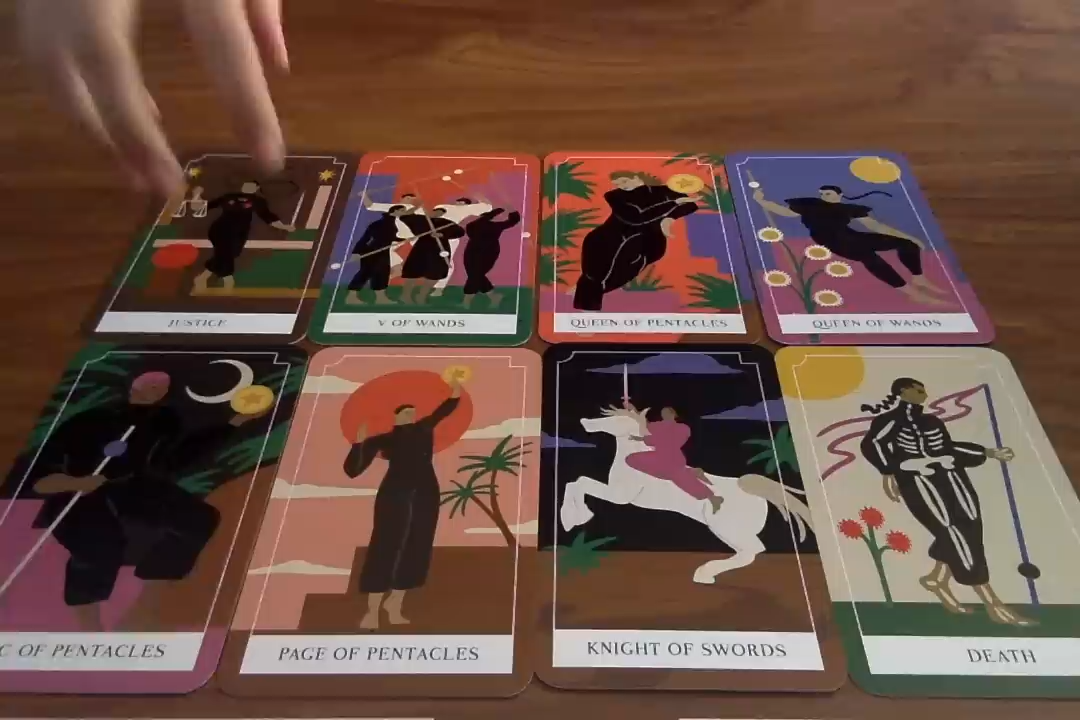 JUSTICE
V OF WANDS
QUEEN OF PENTACLES
QUEEN OF WANDS
OF PENTACLES
PAGE OF PENTACLES
KNIGHT OF SWORDS
DEATH